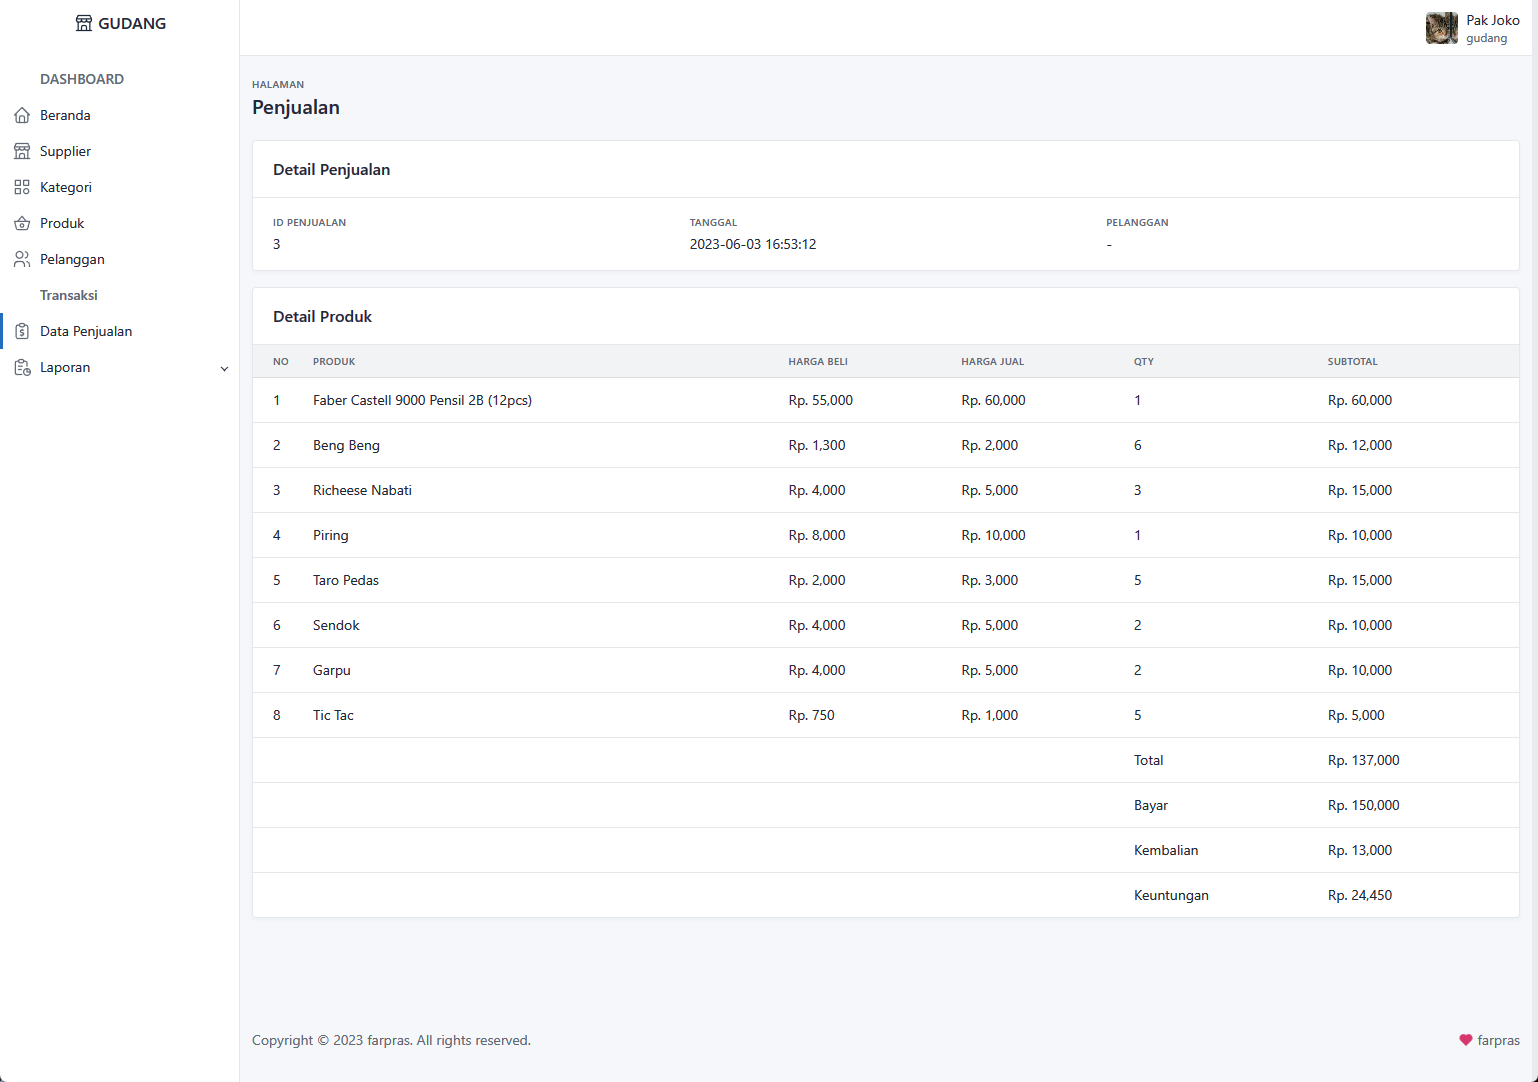 GUDANG
Pak Joko
gudang
DASHBOARD
Beranda
Supplier
Kategori
Produk
Pelanggan
Transaksi
Data Penjualan
Laporan
HALAMAN
Penjualan
Detail Penjualan
ID PENJUALAN TANGGAL PELANGGAN
3 2023-06-03 16:53:12 -
Detail Produk
NO PRODUK HARGA BELI HARGA JUAL QTY SUBTOTAL
1 Faber Castell 9000 Pensil 2B (12pcs) Rp. 55,000 Rp. 60,000 1 Rp. 60,000
2 Beng Beng Rp. 1,300 Rp. 2,000 6 Rp. 12,000
3 Richeese Nabati Rp. 4,000 Rp. 5,000 3 Rp. 15,000
4 Piring Rp. 8,000 Rp. 10,000 1 Rp. 10,000
5 Taro Pedas Rp. 2,000 Rp. 3,000 5 Rp. 15,000
6 Sendok Rp. 4,000 Rp. 5,000 2 Rp. 10,000
7 Garpu Rp. 4,000 Rp. 5,000 2 Rp. 10,000
8 Tic Tac Rp. 750 Rp. 1,000 5 Rp. 5,000
Total Rp. 137,000
Bayar Rp. 150,000
Kembalian Rp. 13,000
Keuntungan Rp. 24,450
Copyright © 2023 farpras. All rights reserved.
farpras